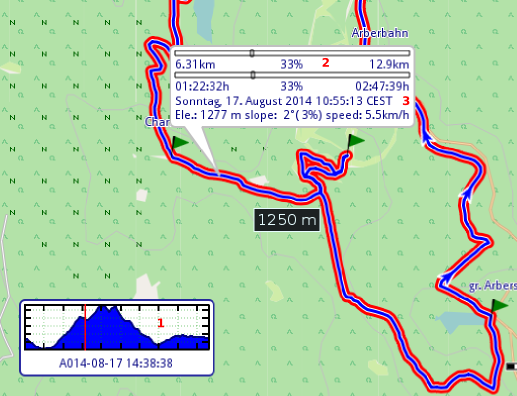 Arberbahn
6.31km 33% 2 12.9km
01:22:32h 33% 02:47:39h
Sonntag, 17. August 2014 10:55:13 CEST 3
Ele.: 1277 m slope: 2°( 3%) speed: 5.5km/h
Char
1250 m
gr. Arbers
1
A014-08-17 14:38:38